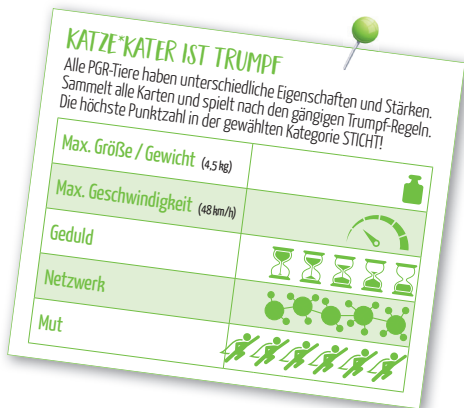 KATZE*KATER IST TRUMPF
Alle PGR-Tiere haben unterschiedliche Eigenschaften und Stärken.
Sammelt alle Karten und spielt nach den gängigen Trumpf-Regeln.
Die höchste Punktzahl in der gewählten Kategorie STICHT!
Max. Größe / Gewicht (4,5 kg)
Max. Geschwindigkeit (48 km/h)
Geduld
Netzwerk
Mut